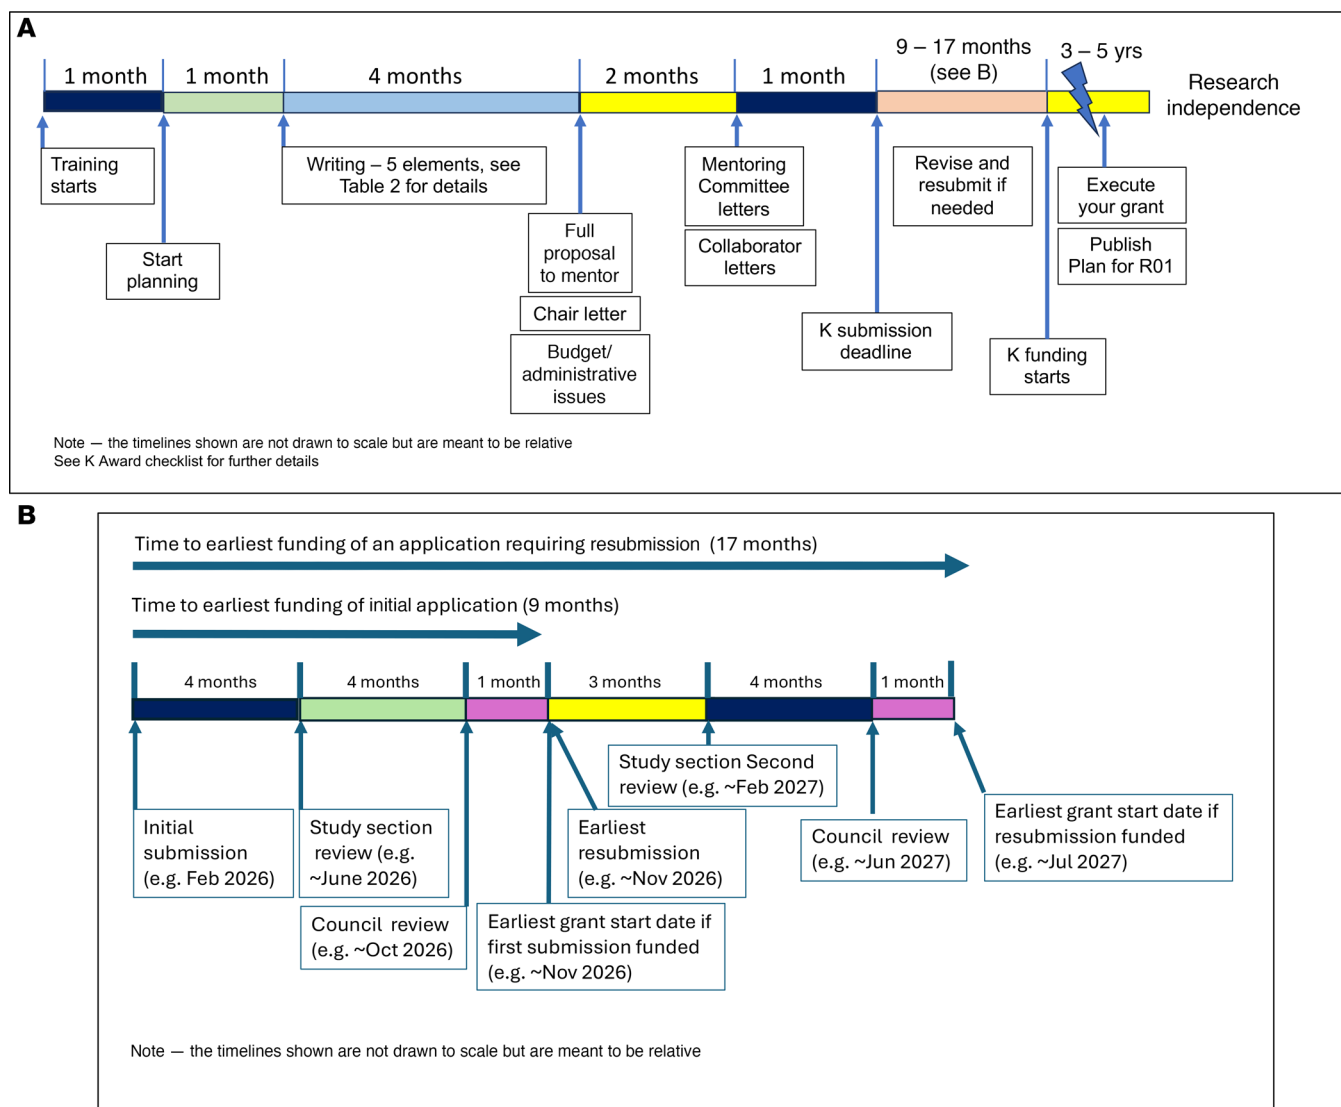 A
1 month
1 month
4 months
2 months
1 month
9 – 17 months
(see B)
3 – 5 yrs
Research
independence
Training
starts
Start
planning
Writing – 5 elements, see
Table 2 for details
Full
proposal
to mentor
Chair letter
Budget/
administrative
issues
Mentoring
Committee
letters
Collaborator
letters
K submission
deadline
Revise and
resubmit if
needed
K funding
starts
Execute
your grant
Publish
Plan for R01
Note — the timelines shown are not drawn to scale but are meant to be relative
See K Award checklist for further details
B
Time to earliest funding of an application requiring resubmission (17 months)
Time to earliest funding of initial application (9 months)
4 months
4 months
1 month
3 months
4 months
1 month
Initial
submission
(e.g. Feb 2026)
Study section
review (e.g.
~June 2026)
Council review
(e.g. ~Oct 2026)
Earliest grant start date if
first submission funded
(e.g. ~Nov 2026)
Earliest
resubmission
(e.g. ~Nov 2026)
Study section Second
review (e.g. ~Feb 2027)
Council review
(e.g. ~Jun 2027)
Earliest grant start date if
resubmission funded
(e.g. ~Jul 2027)
Note — the timelines shown are not drawn to scale but are meant to be relative